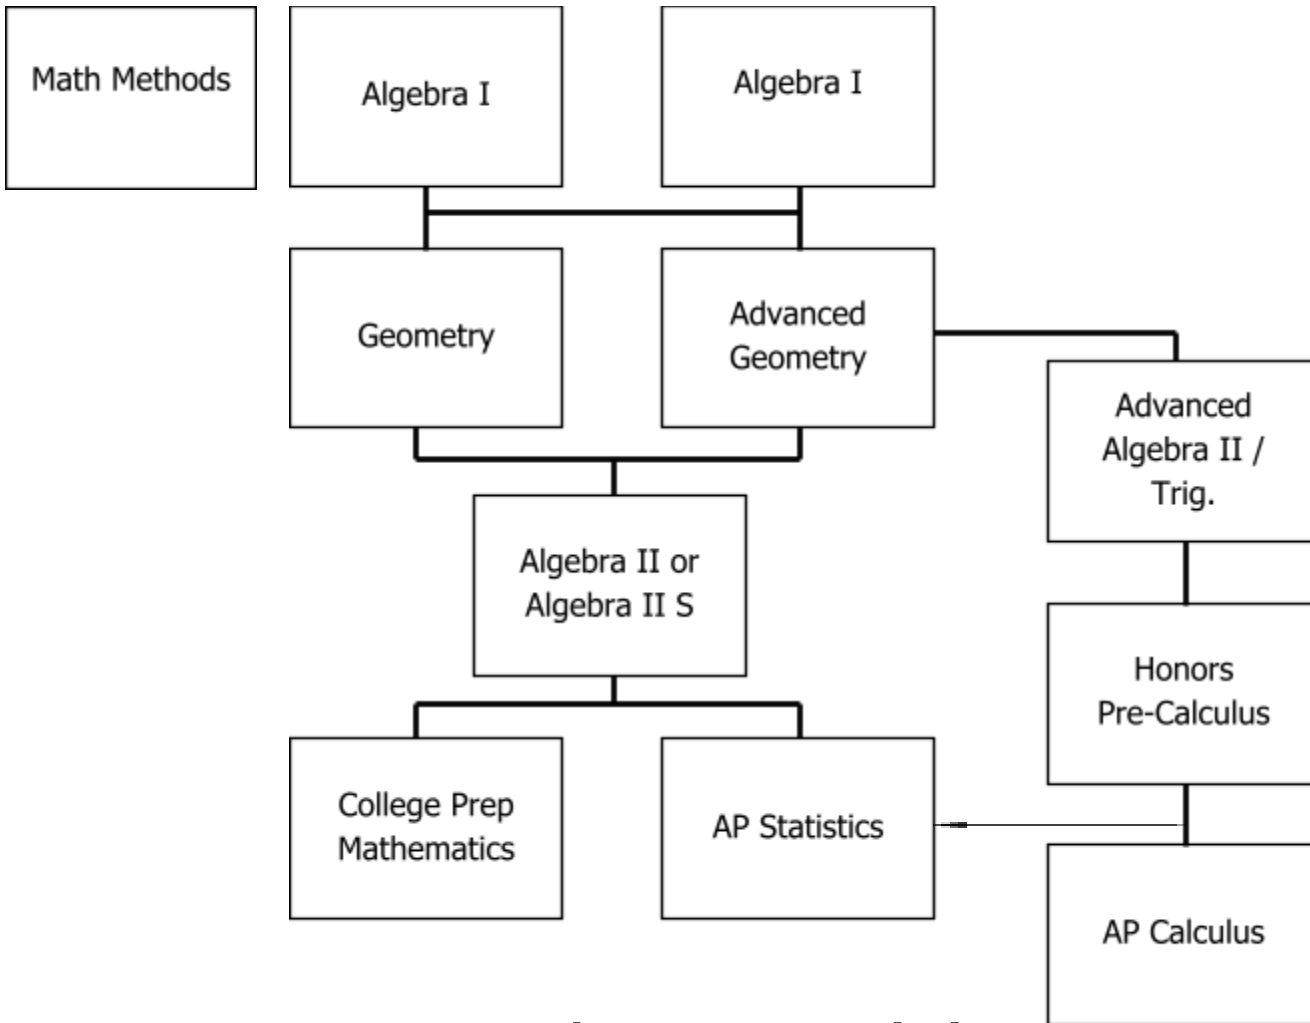 Math Methods
Algebra I
Algebra I
Geometry
Advanced
Geometry
Advanced
Algebra II /
Trig.
Algebra II or
Algebra II S
Honors
Pre-Calculus
College Prep
Mathematics
AP Statistics
AP Calculus